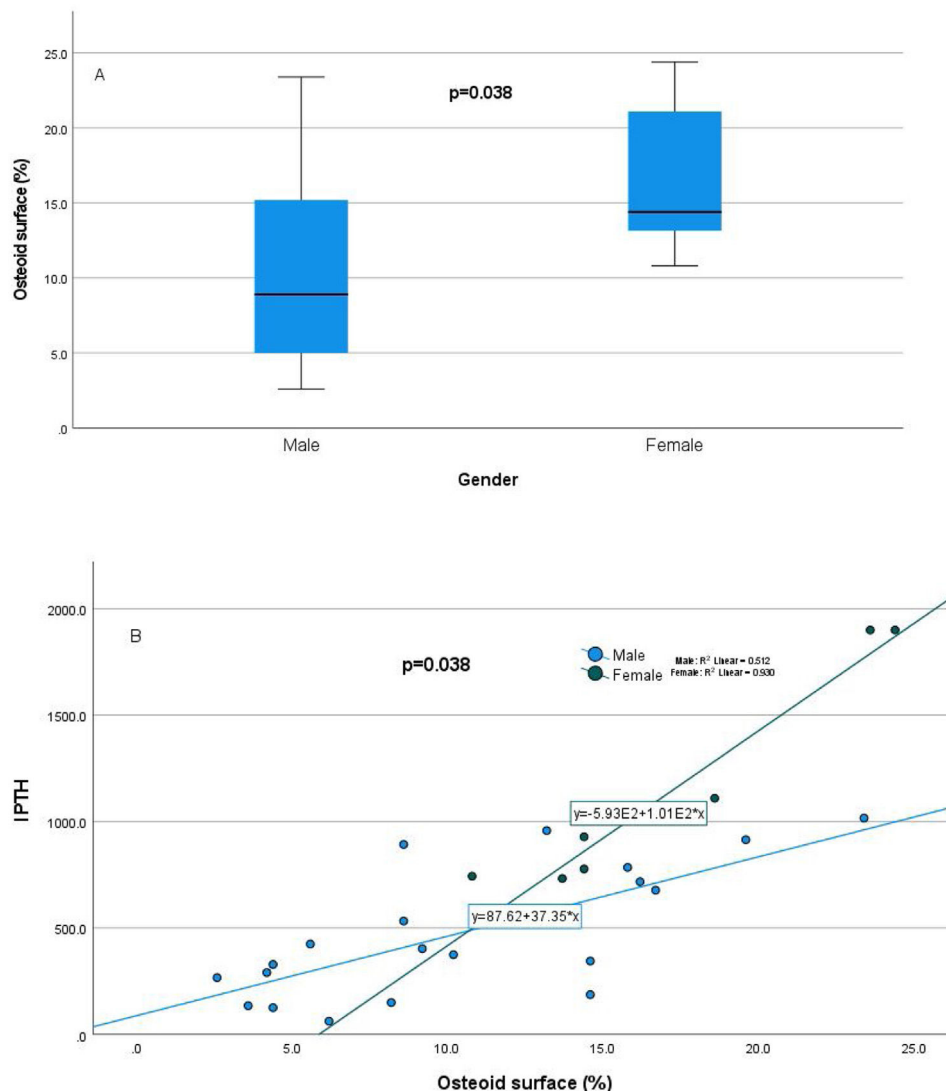 A
p=0.038
25.0
20.0
15.0
10.0
5.0
.0
Osteoid surface (%)
Male
Female
Gender
B
p=0.038
Male
Female
Male: R² Linear = 0.512
Female: R² Linear = 0.930
2000.0
1500.0
1000.0
500.0
.0
IPTH
y=-5.93E2+1.01E2*x
y=87.62+37.35*x
.0 5.0 10.0 15.0 20.0 25.0
Osteoid surface (%)